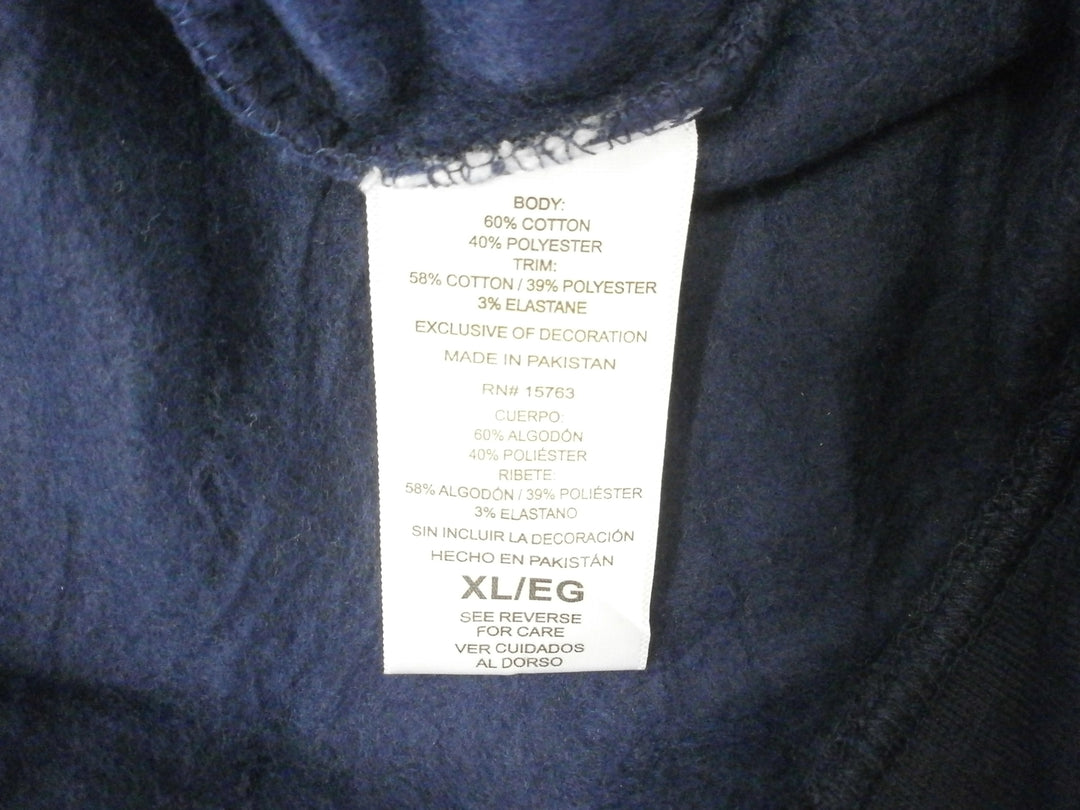 BODY:
60% COTTON
40% POLYESTER
TRIM:
58% COTTON / 39% POLYESTER
3% ELASTANE
EXCLUSIVE OF DECORATION
MADE IN PAKISTAN
RN# 15763
CUERPO:
60% ALGODÓN
40% POLIÉSTER
RIBETE:
58% ALGODÓN / 39% POLIÉSTER
3% ELASTANO
SIN INCLUIR LA DECORACIÓN
HECHO EN PAKISTÁN
XL/EG
SEE REVERSE
FOR CARE
VER CUIDADOS
AL DORSO